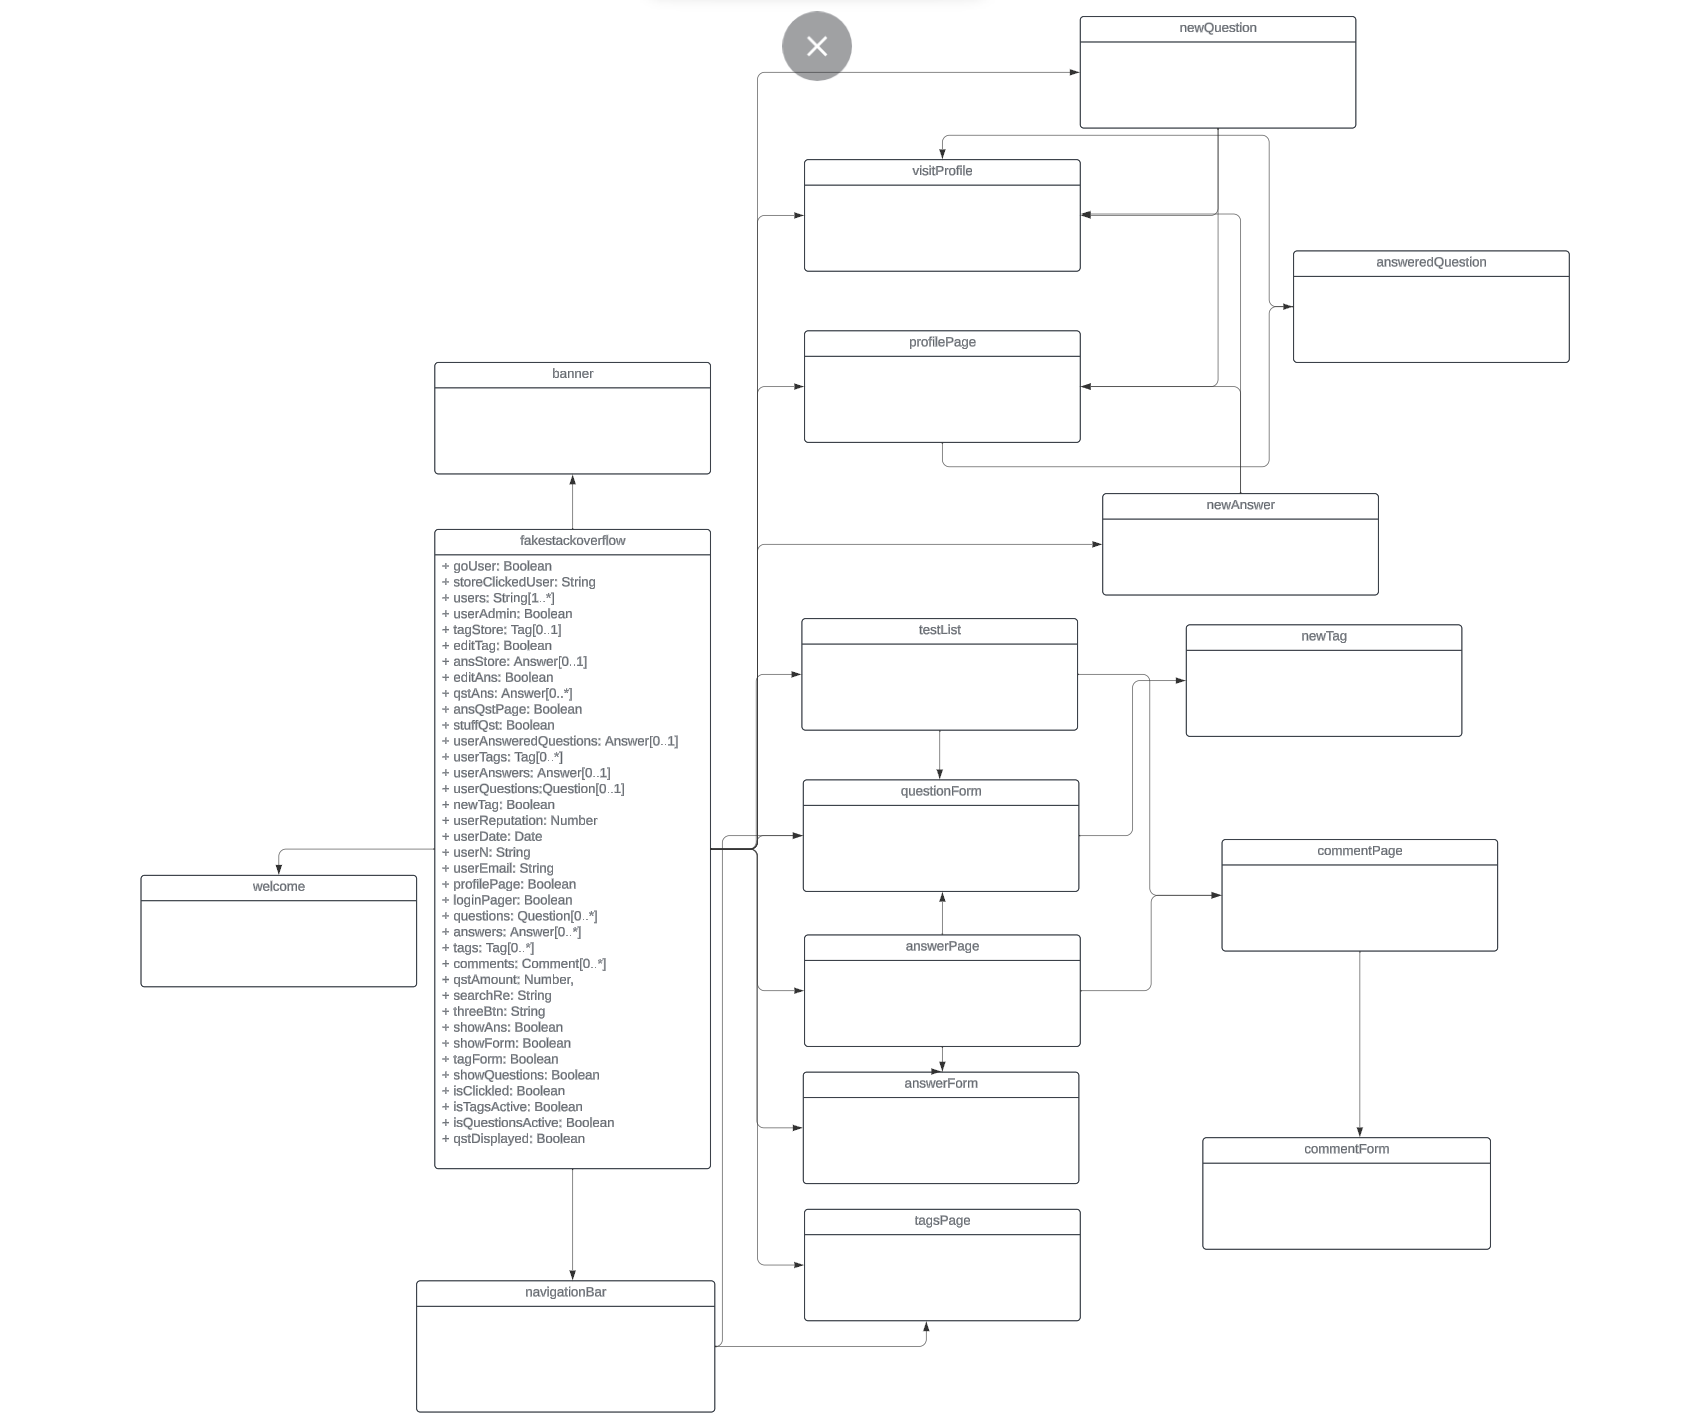 newQuestion
visitProfile
answeredQuestion
profilePage
banner
newAnswer
fakestackoverflow
+ goUser: Boolean
+ storeClickedUser: String
+ users: String[1..*]
+ userAdmin: Boolean
+ tagStore: Tag[0..1]
+ editTag: Boolean
+ ansStore: Answer[0..1]
+ editAns: Boolean
+ qstAns: Answer[0..*]
+ ansQstPage: Boolean
+ stuffQst: Boolean
+ userAnsweredQuestions: Answer[0..1]
+ userTags: Tag[0..*]
+ userAnswers: Answer[0..1]
+ userQuestions:Question[0..1]
+ newTag: Boolean
+ userReputation: Number
+ userDate: Date
+ userN: String
+ userEmail: String
+ profilePage: Boolean
+ loginPager: Boolean
+ questions: Question[0..*]
+ answers: Answer[0..*]
+ tags: Tag[0..*]
+ comments: Comment[0..*]
+ qstAmount: Number,
+ searchRe: String
+ threeBtn: String
+ showAns: Boolean
+ showForm: Boolean
+ tagForm: Boolean
+ showQuestions: Boolean
+ isClickled: Boolean
+ isTagsActive: Boolean
+ isQuestionsActive: Boolean
+ qstDisplayed: Boolean
testList
newTag
questionForm
commentPage
welcome
answerPage
answerForm
commentForm
tagsPage
navigationBar